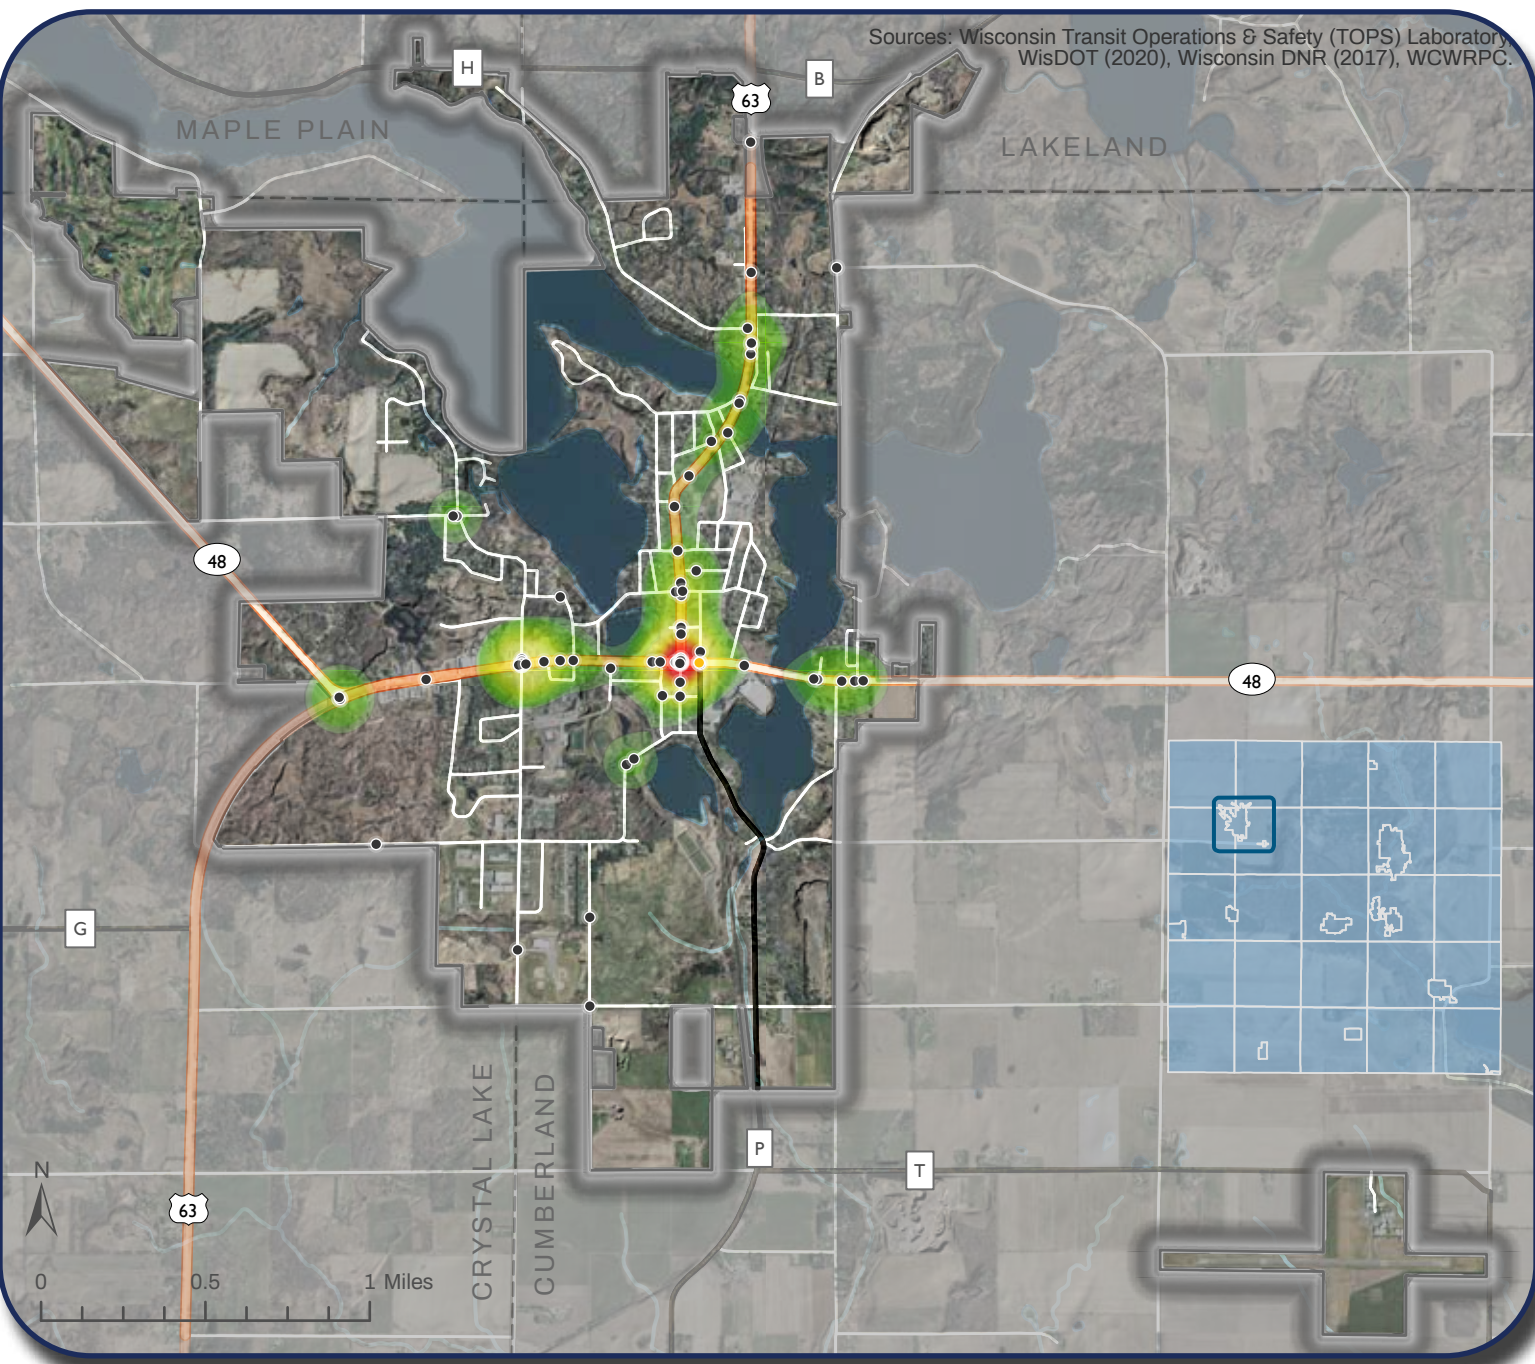 Sources: Wisconsin Transit Operations & Safety (TOPS) Laboratory,
WisDOT (2020), Wisconsin DNR (2017), WCWRPC.
H
B
63
MAPLE PLAIN
LAKELAND
48
48
G
P
T
63
CRYSTAL LAKE
CUMBERLAND
N
0 0.5 1 Miles